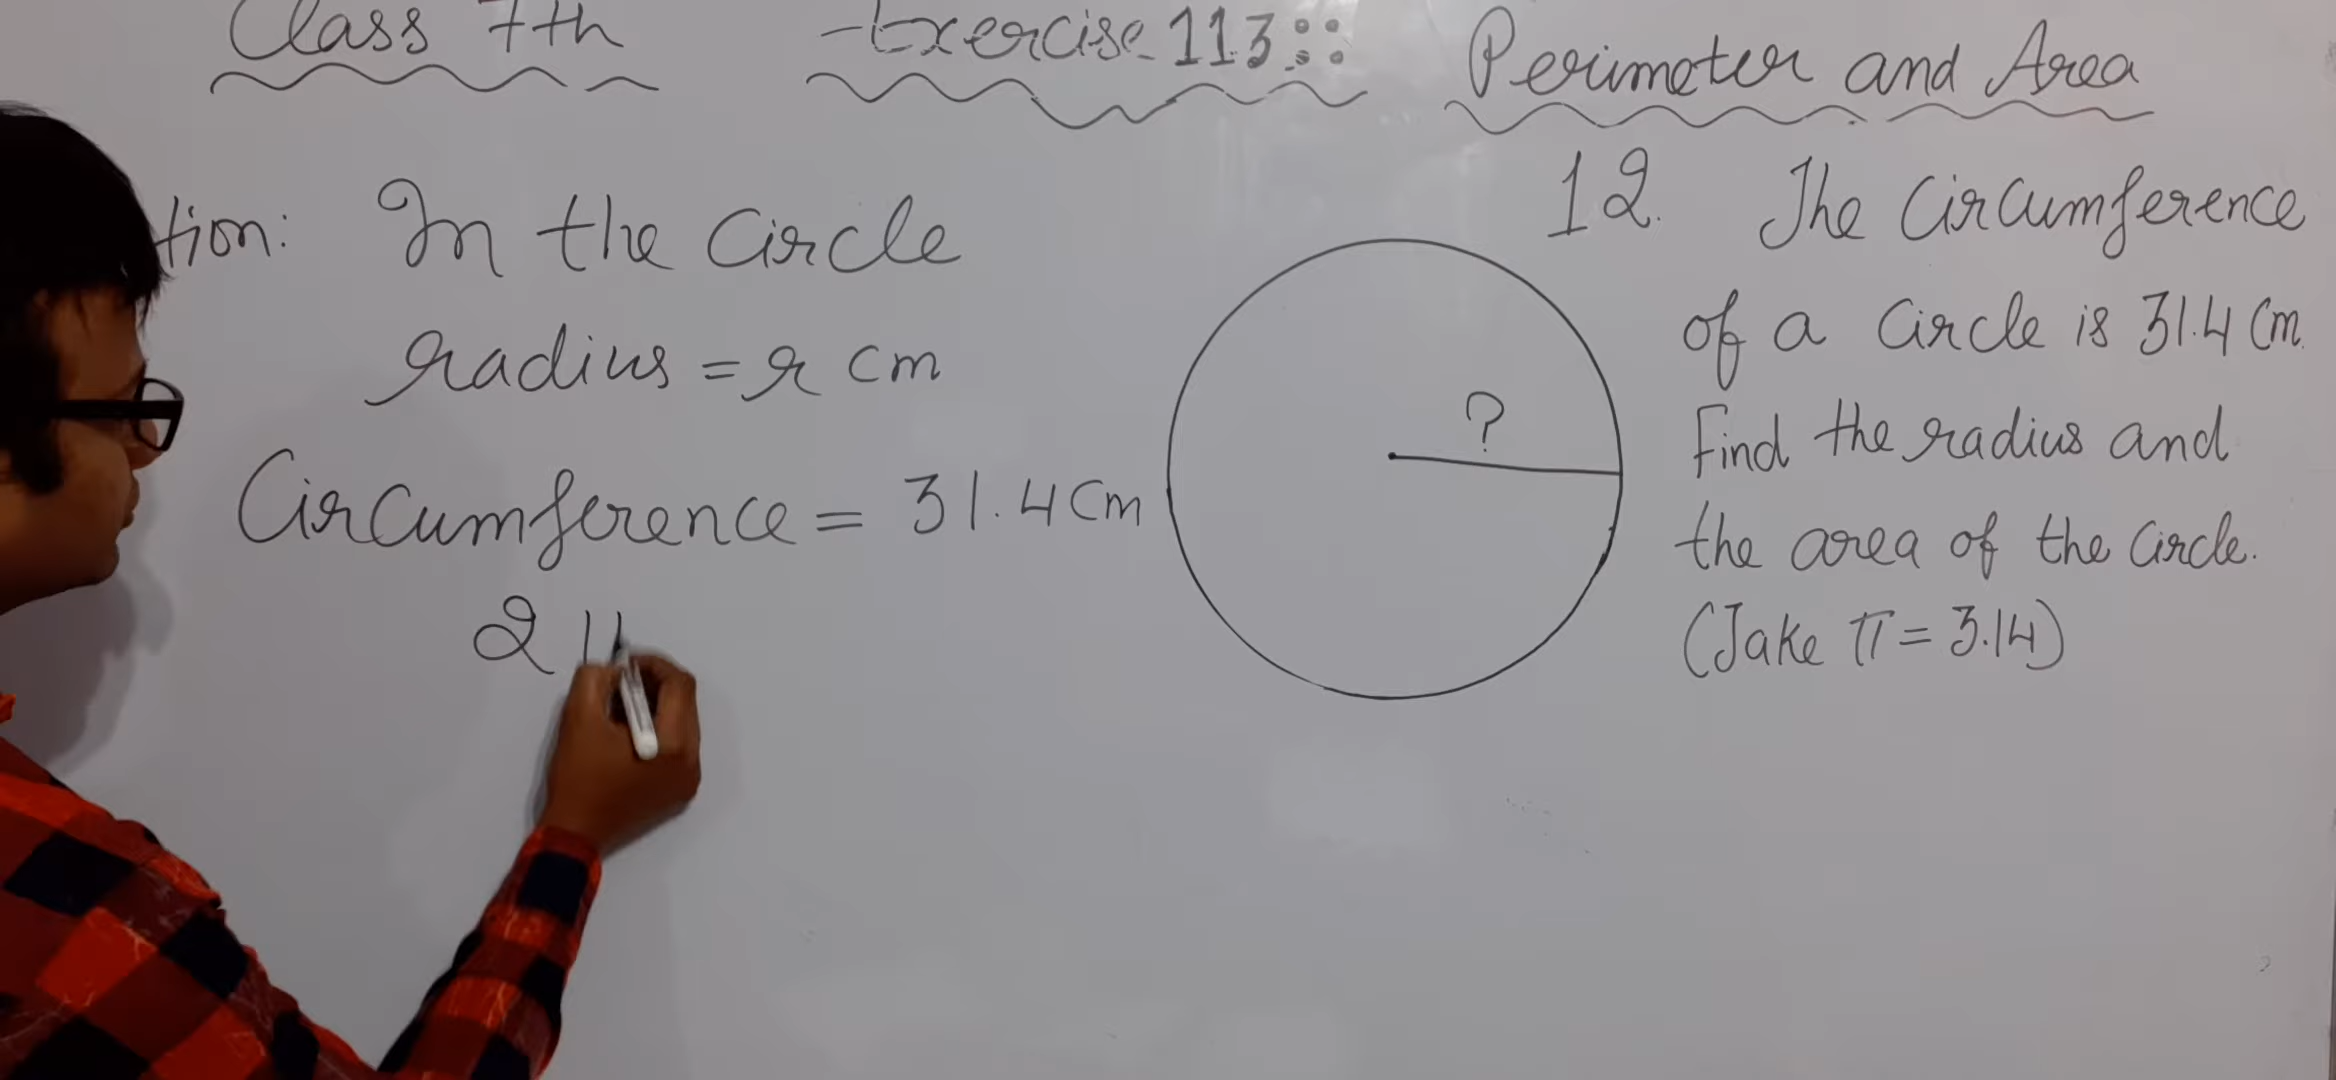 Class 7th Exercise 11.3 :: Perimeter and Area
tion: In the Circle
radius = r cm
Circumference = 31.4 Cm
2
?
12. The Circumference
of a Circle is 31.4 Cm.
Find the radius and
the area of the Circle.
(Take π = 3.14)